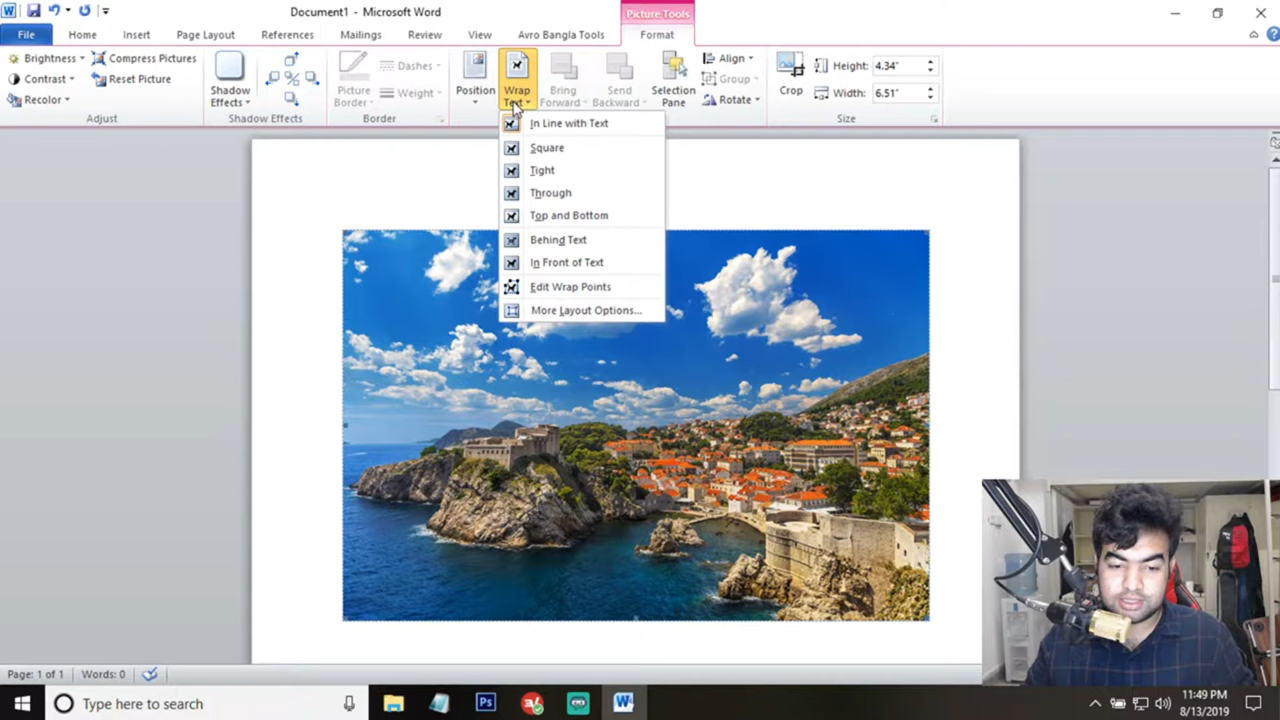 Document1 - Microsoft Word
Picture Tools
File Home Insert Page Layout References Mailings Review View Avro Bangla Tools Format
Brightness
Contrast
Recolor
Compress Pictures
Reset Picture
Adjust
Shadow
Effects
Shadow Effects
Picture
Border
Dashes
Weight
Border
Position
Wrap
Text
Bring
Forward
Send
Backward
Selection
Pane
Align
Group
Rotate
Crop
Height: 4.34"
Width: 6.51"
Size
In Line with Text
Square
Tight
Through
Top and Bottom
Behind Text
In Front of Text
Edit Wrap Points
More Layout Options...
Page: 1 of 1 Words: 0
Type here to search
Ps
11:49 PM
8/13/2019